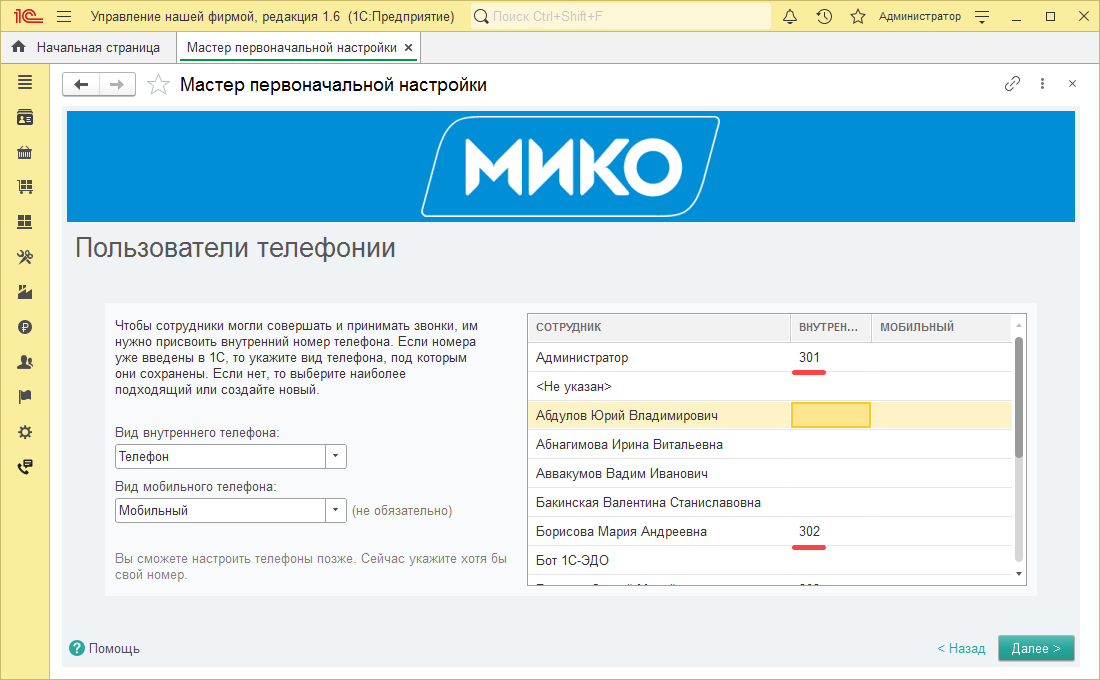 1С Управление нашей фирмой, редакция 1.6 (1С:Предприятие) Поиск Ctrl+Shift+F Администратор
Начальная страница Мастер первоначальной настройки
Мастер первоначальной настройки
МИКО
Пользователи телефонии
Чтобы сотрудники могли совершать и принимать звонки, им
нужно присвоить внутренний номер телефона. Если номера
уже введены в 1С, то укажите вид телефона, под которым
они сохранены. Если нет, то выберите наиболее
подходящий или создайте новый.
Вид внутреннего телефона:
Телефон
Вид мобильного телефона:
Мобильный (не обязательно)
Вы сможете настроить телефоны позже. Сейчас укажите хотя бы
свой номер.
СОТРУДНИК ВНУТРЕН... МОБИЛЬНЫЙ
Администратор 301
<Не указан>
Абдулов Юрий Владимирович
Абнагимова Ирина Витальевна
Аввакумов Вадим Иванович
Бакинская Валентина Станиславовна
Борисова Мария Андреевна 302
Бот 1С-ЭДО
? Помощь < Назад Далее >